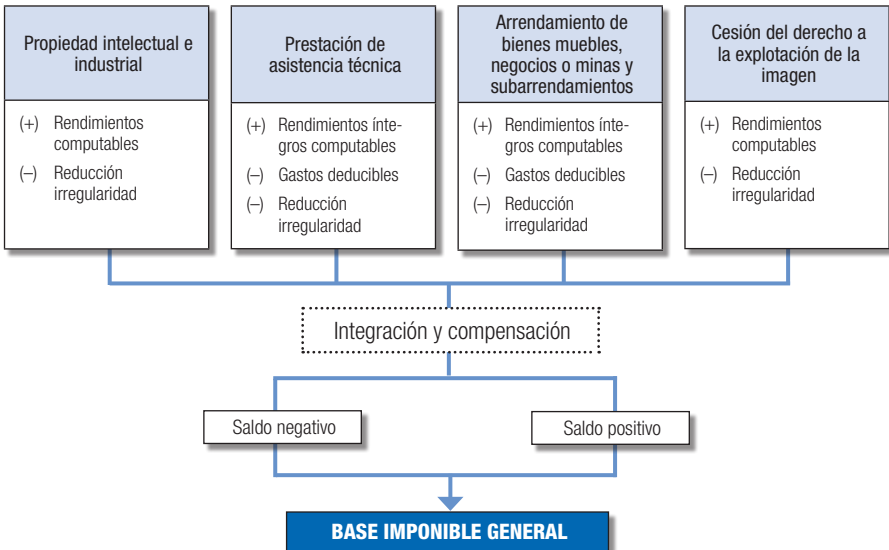 Propiedad intelectual e
industrial
(+) Rendimientos
computables
(–) Reducción
irregularidad
Prestación de
asistencia técnica
(+) Rendimientos ínte-
gros computables
(–) Gastos deducibles
(–) Reducción
irregularidad
Arrendamiento de
bienes muebles,
negocios o minas y
subarrendamientos
(+) Rendimientos ínte-
gros computables
(–) Gastos deducibles
(–) Reducción
irregularidad
Cesión del derecho a
la explotación de la
imagen
(+) Rendimientos
computables
(–) Reducción
irregularidad
Integración y compensación
Saldo negativo
Saldo positivo
BASE IMPONIBLE GENERAL